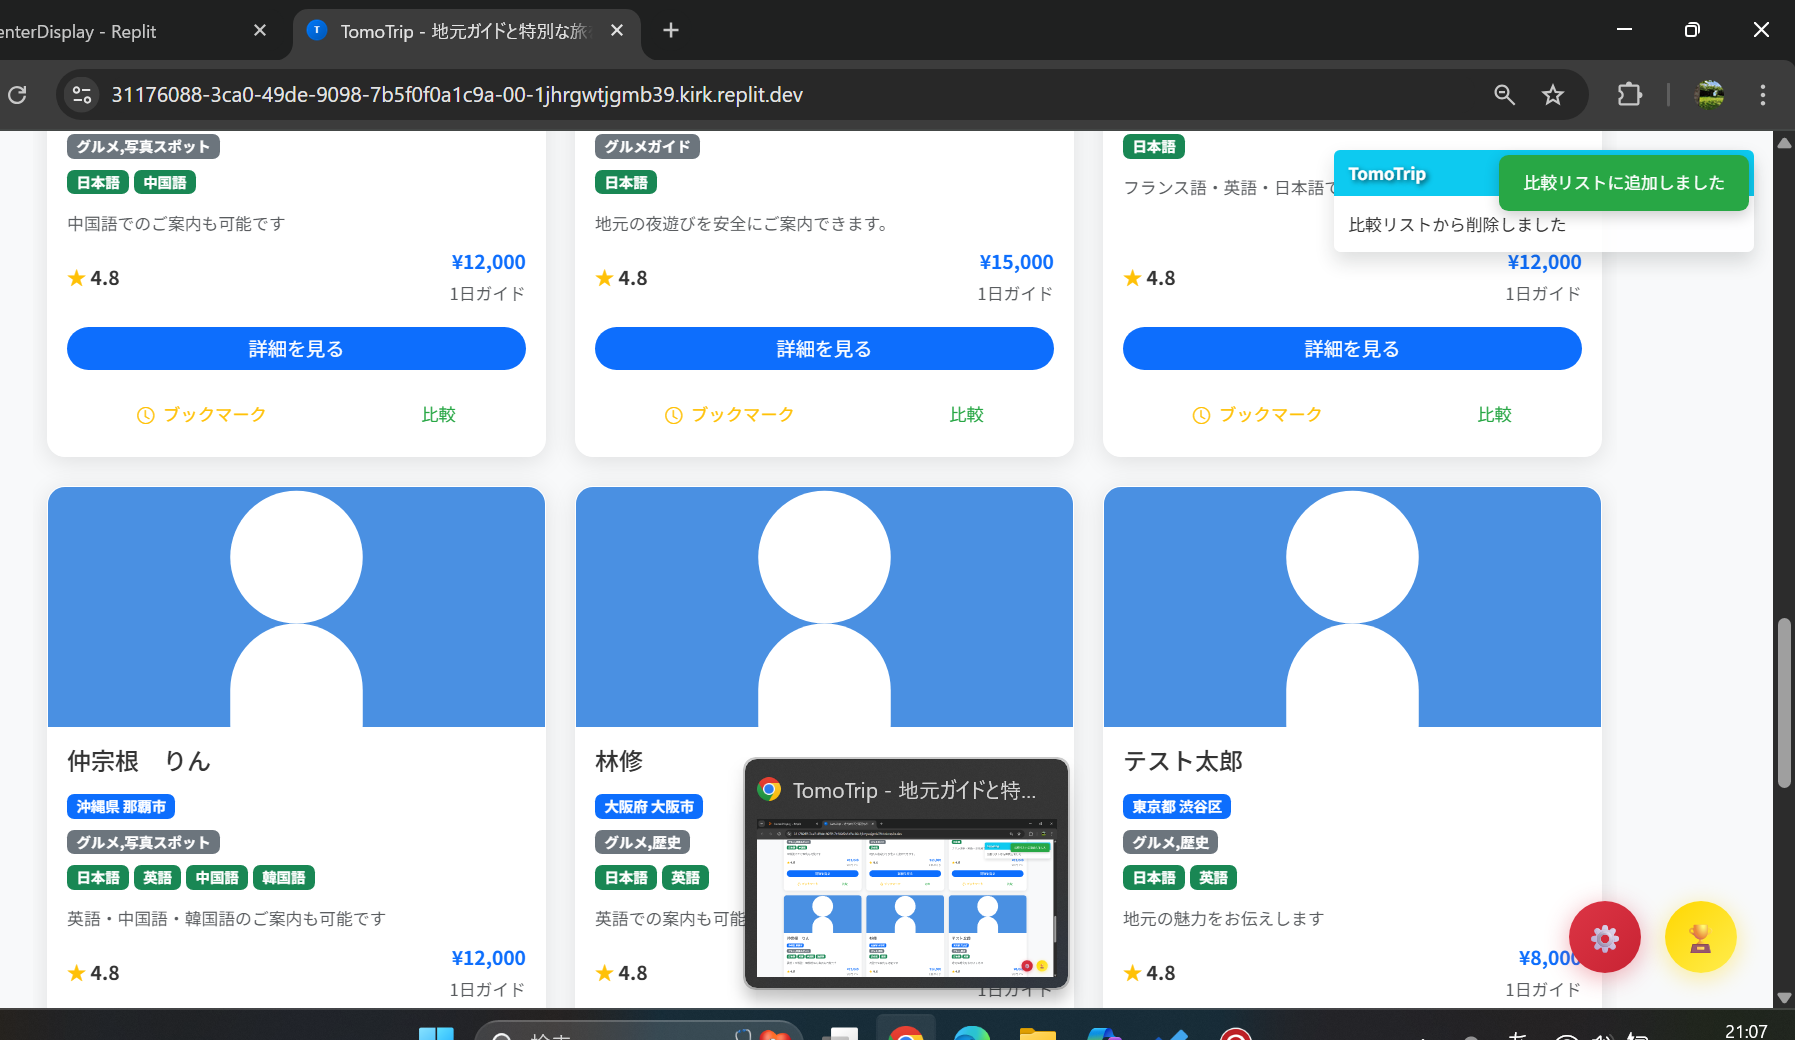 enterDisplay - Replit
TomoTrip - 地元ガイドと特別な旅
31176088-3ca0-49de-9098-7b5f0f0a1c9a-00-1jhrgwtjgmb39.kirk.replit.dev
グルメ,写真スポット
日本語 中国語
中国語でのご案内も可能です
★ 4.8
¥12,000
1日ガイド
詳細を見る
ブックマーク 比較
グルメガイド
日本語
地元の夜遊びを安全にご案内できます。
★ 4.8
¥15,000
1日ガイド
詳細を見る
ブックマーク 比較
日本語
フランス語・英語・日本語で
★ 4.8
¥12,000
1日ガイド
詳細を見る
ブックマーク 比較
TomoTrip
比較リストに追加しました
比較リストから削除しました
仲宗根　りん
沖縄県 那覇市
グルメ,写真スポット
日本語 英語 中国語 韓国語
英語・中国語・韓国語のご案内も可能です
★ 4.8
¥12,000
1日ガイド
林修
大阪府 大阪市
グルメ,歴史
日本語 英語
英語での案内も可能
★ 4.8
1日ガイド
テスト太郎
東京都 渋谷区
グルメ,歴史
日本語 英語
地元の魅力をお伝えします
★ 4.8
¥8,000
1日ガイド
TomoTrip - 地元ガイドと特...
21:07